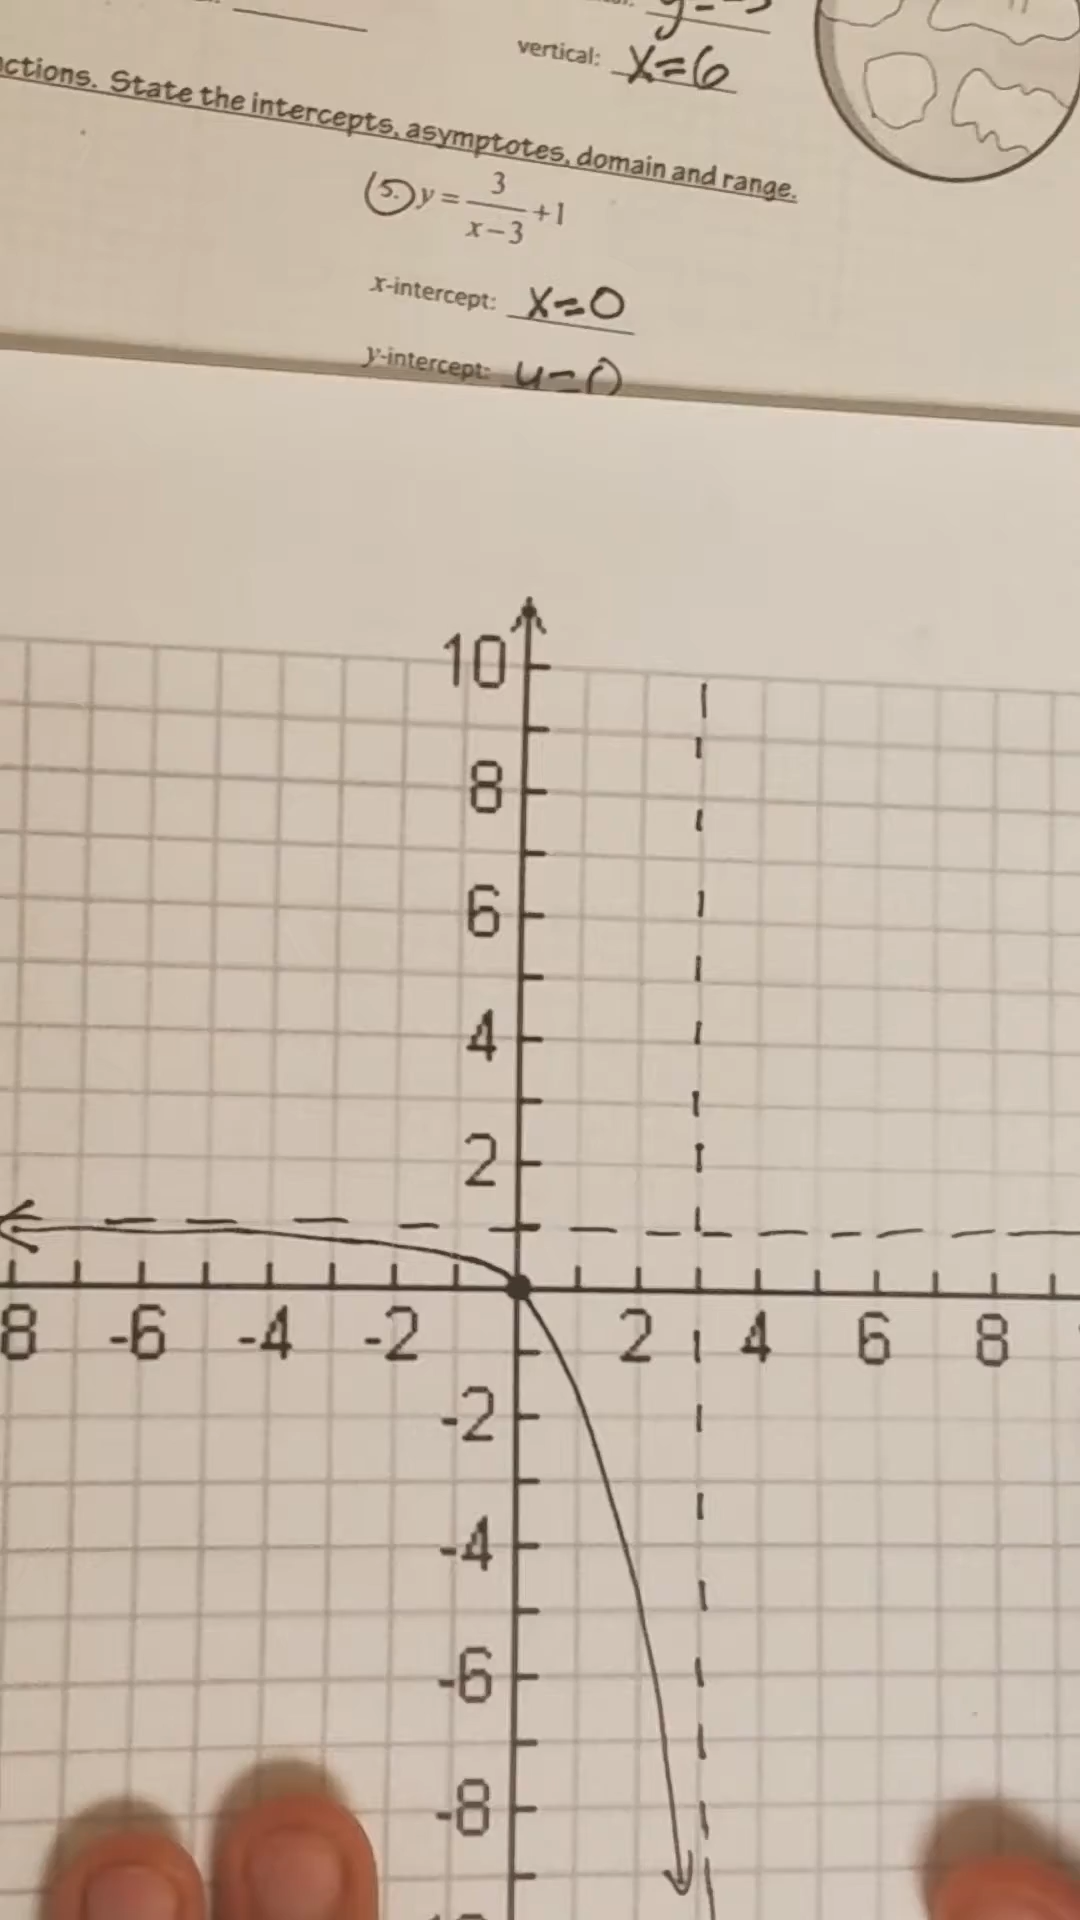 vertical: x=6
ctions. State the intercepts, asymptotes, domain and range.
5. y = 3/(x-3) +1
x-intercept: x=0
y-intercept: y=0
10
8
6
4
2
8 -6 -4 -2 2 4 6 8
-2
-4
-6
-8